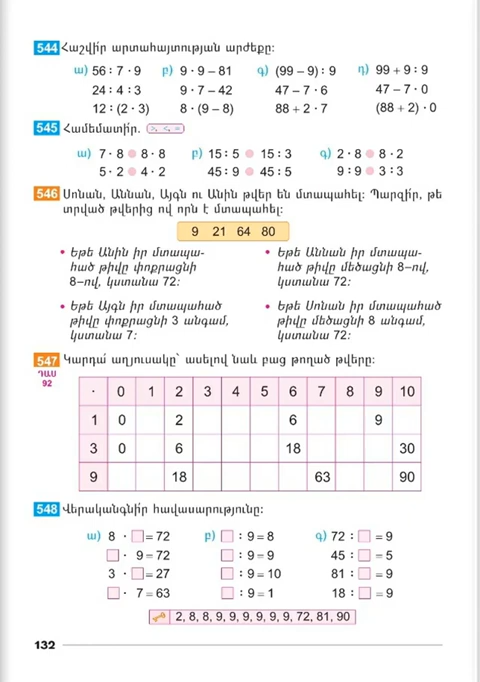 544 Հաշվի՛ր արտահայտության արժեքը։
ա) 56 : 7 · 9 բ) 9 · 9 – 81 գ) (99 – 9) : 9 դ) 99 + 9 : 9
24 : 4 : 3 9 · 7 – 42 47 – 7 · 6 47 – 7 · 0
12 : (2 · 3) 8 · (9 – 8) 88 + 2 · 7 (88 + 2) · 0
545 Համեմատի՛ր. >, <, =
ա) 7 · 8 8 · 8 բ) 15 : 5 15 : 3 գ) 2 · 8 8 · 2
5 · 2 4 · 2 45 : 9 45 : 5 9 : 9 3 : 3
546 Սոնան, Աննան, Այգն ու Անին թվեր են մտապահել։ Պարզի՛ր, թե
տրված թվերից ով որն է մտապահել։
9 21 64 80
• Եթե Անին իր մտապա-
հած թիվը փոքրացնի
8–ով, կստանա 72։
• Եթե Աննան իր մտապա-
հած թիվը մեծացնի 8–ով,
կստանա 72։
• Եթե Այգն իր մտապահած
թիվը փոքրացնի 3 անգամ,
կստանա 7։
• Եթե Սոնան իր մտապահած
թիվը մեծացնի 8 անգամ,
կստանա 72։
547 Կարդա՛ աղյուսակը՝ ասելով նաև բաց թողած թվերը։
ԴԱՍ
92
· 0 1 2 3 4 5 6 7 8 9 10
1 0 2 6 9
3 0 6 18 30
9 18 63 90
548 Վերականգնի՛ր հավասարությունը։
ա) 8 · = 72 բ) : 9 = 8 գ) 72 : = 9
· 9 = 72 : 9 = 9 45 : = 5
3 · = 27 : 9 = 10 81 : = 9
· 7 = 63 : 9 = 1 18 : = 9
2, 8, 8, 9, 9, 9, 9, 9, 9, 72, 81, 90
132